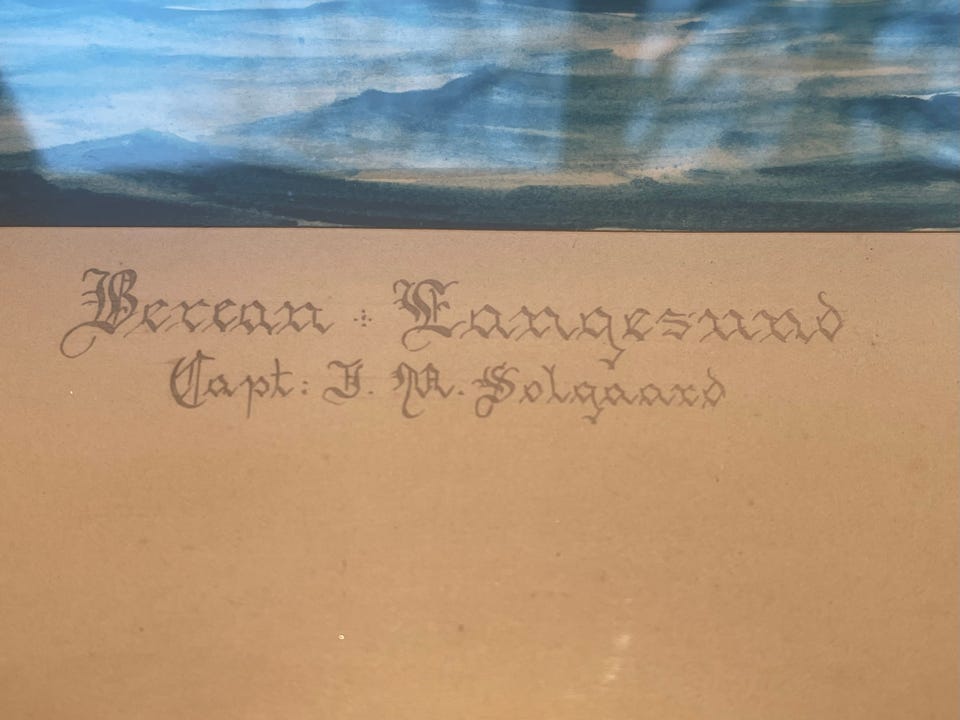 Berean ÷ Langesund
Capt: I. M. Solgaard